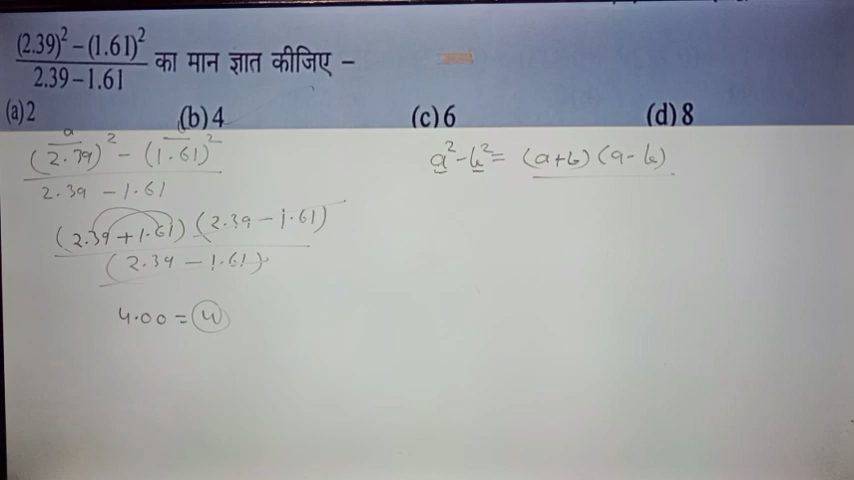 (2.39)² – (1.61)² / 2.39 – 1.61 का मान ज्ञात कीजिए –
(a) 2 (b) 4 (c) 6 (d) 8
a
(2.39)² – (1.61)² / 2.39 – 1.61
a² – b² = (a+b) (a–b)
(2.39 + 1.61) (2.39 – 1.61) / (2.39 – 1.61)
4.00 = 4